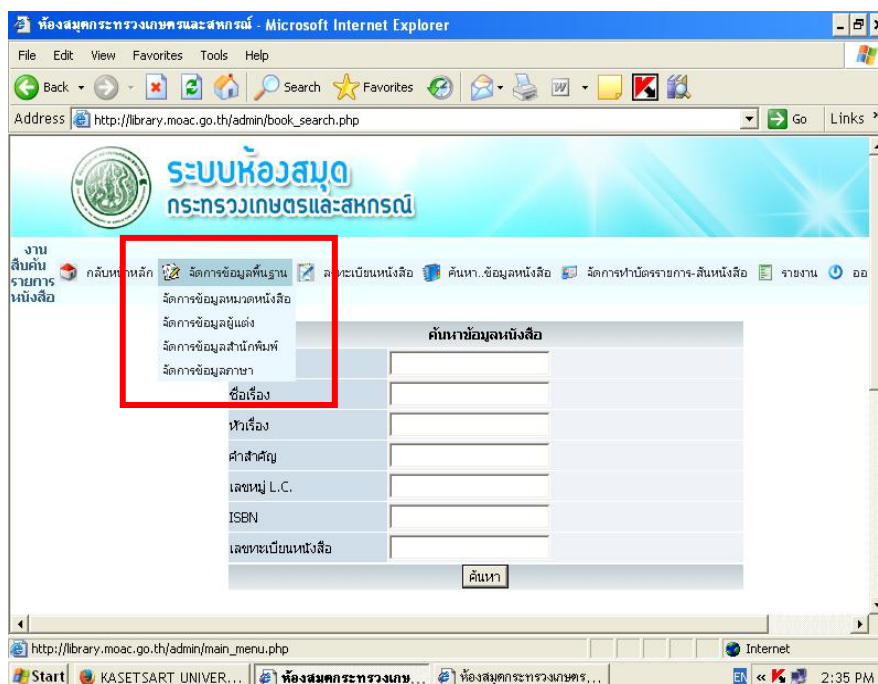 ห้องสมุดกระทรวงเกษตรและสหกรณ์ - Microsoft Internet Explorer
File Edit View Favorites Tools Help
Back Search Favorites
Address http://library.moac.go.th/admin/book_search.php Go Links
ระบบห้องสมุด
กระทรวงเกษตรและสหกรณ์
งาน
สืบค้น
รายการ
หนังสือ
กลับหน้าหลัก จัดการข้อมูลพื้นฐาน ลงทะเบียนหนังสือ ค้นหา..ข้อมูลหนังสือ จัดการทำบัตรรายการ-สันหนังสือ รายงาน ออ
จัดการข้อมูลหมวดหนังสือ
จัดการข้อมูลผู้แต่ง
จัดการข้อมูลสำนักพิมพ์
จัดการข้อมูลภาษา
ค้นหาข้อมูลหนังสือ
ชื่อเรื่อง
หัวเรื่อง
คำสำคัญ
เลขหมู่ L.C.
ISBN
เลขทะเบียนหนังสือ
ค้นหา
http://library.moac.go.th/admin/main_menu.php Internet
Start KASETSART UNIVER... ห้องสมุดกระทรวงเกษ... ห้องสมุดกระทรวงเกษตร... EN 2:35 PM